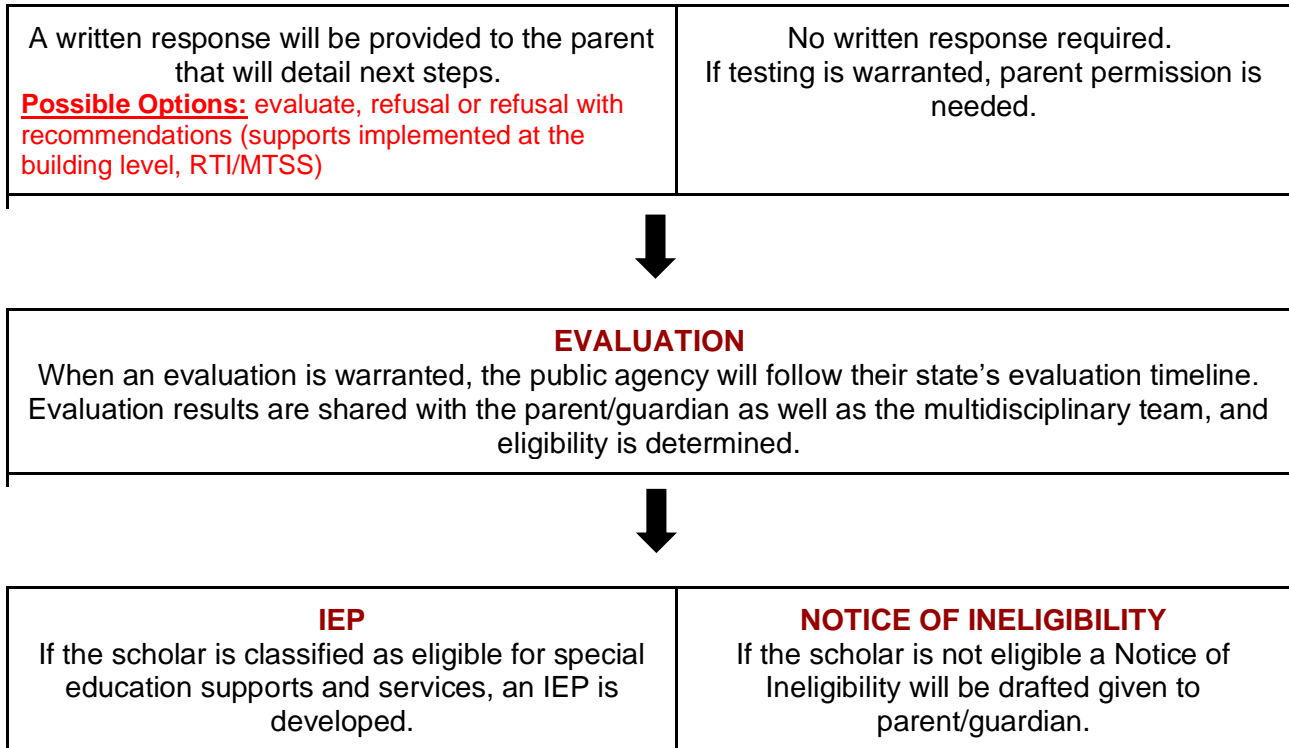 A written response will be provided to the parent
that will detail next steps.
Possible Options: evaluate, refusal or refusal with
recommendations (supports implemented at the
building level, RTI/MTSS)
No written response required.
If testing is warranted, parent permission is
needed.
EVALUATION
When an evaluation is warranted, the public agency will follow their state's evaluation timeline.
Evaluation results are shared with the parent/guardian as well as the multidisciplinary team, and
eligibility is determined.
IEP
If the scholar is classified as eligible for special
education supports and services, an IEP is
developed.
NOTICE OF INELIGIBILITY
If the scholar is not eligible a Notice of
Ineligibility will be drafted given to
parent/guardian.